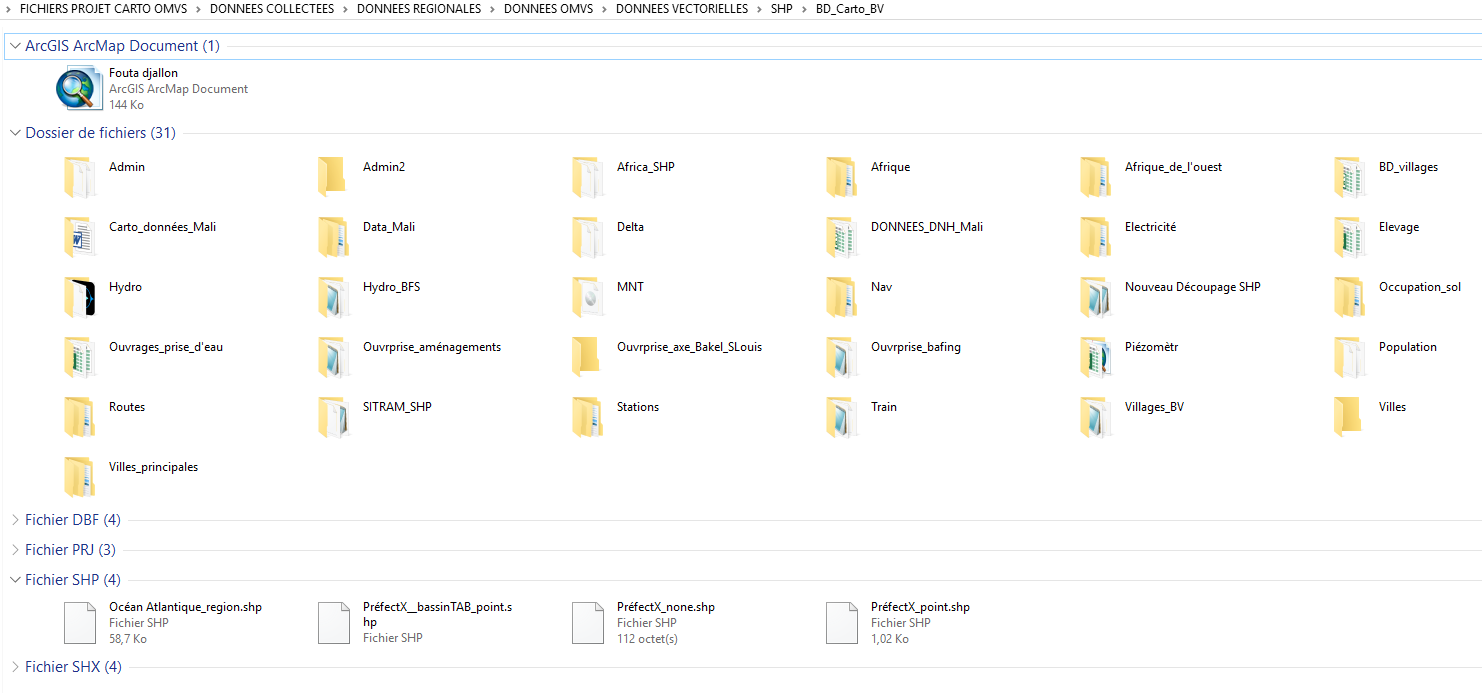 FICHIERS PROJET CARTO OMVS > DONNEES COLLECTEES > DONNEES REGIONALES > DONNEES OMVS > DONNEES VECTORIELLES > SHP > BD_Carto_BV
ArcGIS ArcMap Document (1)
Fouta djallon
ArcGIS ArcMap Document
144 Ko
Dossier de fichiers (31)
Admin Admin2 Africa_SHP Afrique Afrique_de_l'ouest BD_villages
Carto_données_Mali Data_Mali Delta DONNEES_DNH_Mali Electricité Elevage
Hydro Hydro_BFS MNT Nav Nouveau Découpage SHP Occupation_sol
Ouvrages_prise_d'eau Ouvrprise_aménagements Ouvrprise_axe_Bakel_SLouis Ouvrprise_bafing Piézomètr Population
Routes SITRAM_SHP Stations Train Villages_BV Villes
Villes_principales
Fichier DBF (4)
Fichier PRJ (3)
Fichier SHP (4)
Océan Atlantique_region.shp
Fichier SHP
58,7 Ko
PréfectX__bassinTAB_point.s
hp
Fichier SHP
PréfectX_none.shp
Fichier SHP
112 octet(s)
PréfectX_point.shp
Fichier SHP
1,02 Ko
Fichier SHX (4)